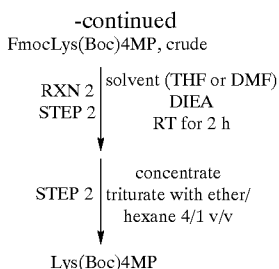 -continued
FmocLys(Boc)4MP, crude
RXN 2
STEP 2
solvent (THF or DMF)
DIEA
RT for 2 h
STEP 2
concentrate
triturate with ether/
hexane 4/1 v/v
Lys(Boc)4MP